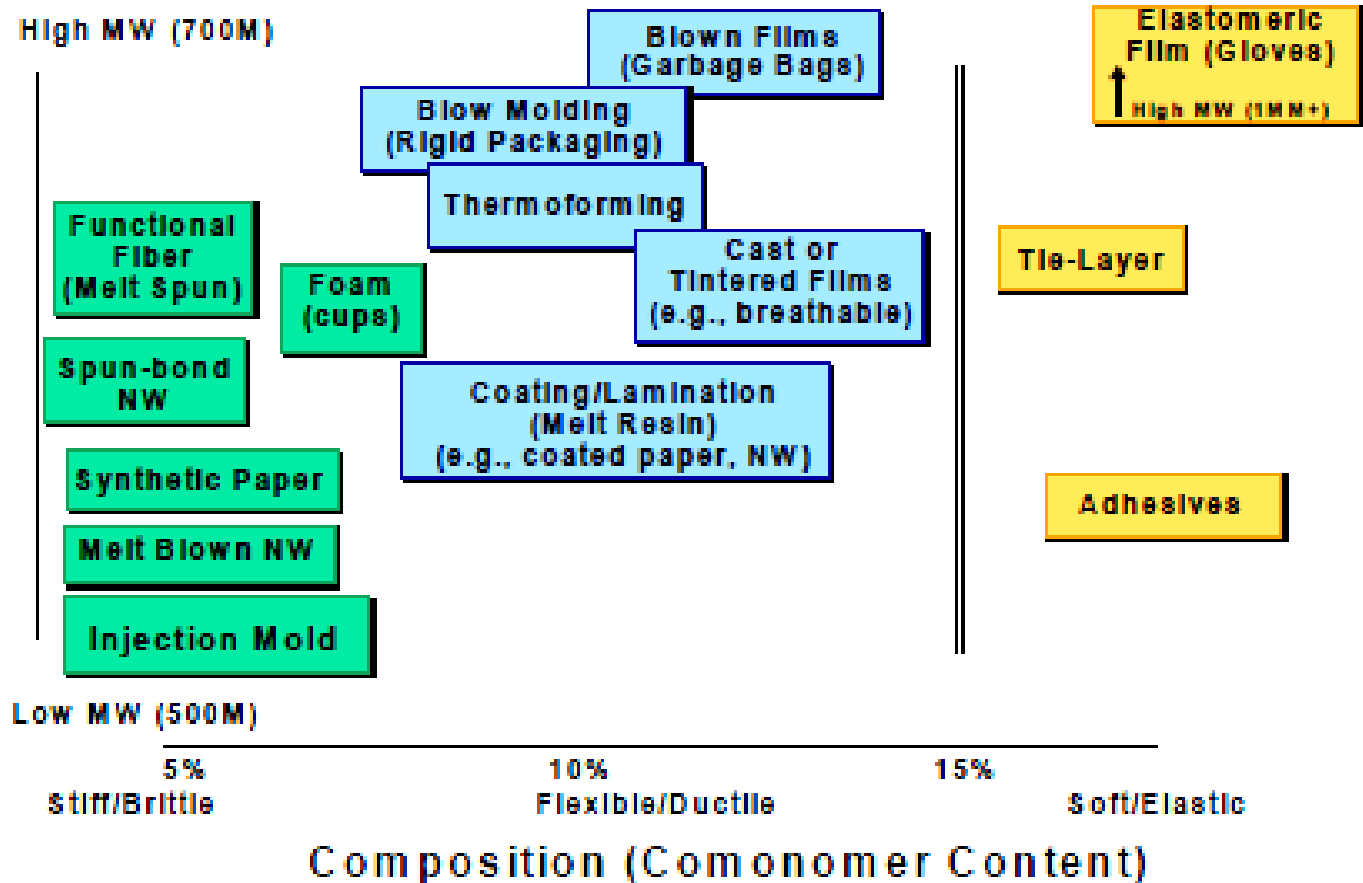 High MW (700M)
Blown Films
(Garbage Bags)
Elastomeric
Film (Gloves)
High MW (1MM+)
Blow Molding
(Rigid Packaging)
Thermoforming
Functional
Fiber
(Melt Spun)
Foam
(cups)
Cast or
Tintered Films
(e.g., breathable)
Tie-Layer
Spun-bond
NW
Coating/Lamination
(Melt Resin)
(e.g., coated paper, NW)
Synthetic Paper
Adhesives
Melt Blown NW
Injection Mold
Low MW (500M)
5%
10%
15%
Stiff/Brittle
Flexible/Ductile
Soft/Elastic
Composition (Comonomer Content)